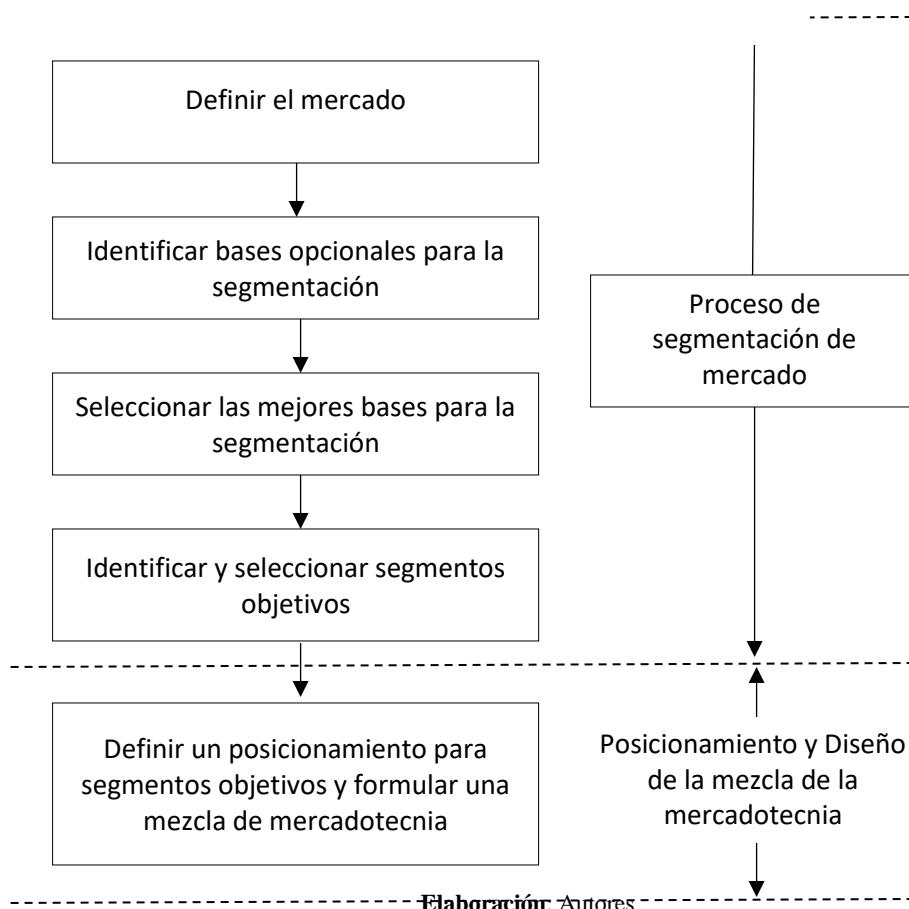 Definir el mercado
Identificar bases opcionales para la
segmentación
Seleccionar las mejores bases para la
segmentación
Identificar y seleccionar segmentos
objetivos
Definir un posicionamiento para
segmentos objetivos y formular una
mezcla de mercadotecnia
Proceso de
segmentación de
mercado
Posicionamiento y Diseño
de la mezcla de la
mercadotecnia
Elaboración: Autores